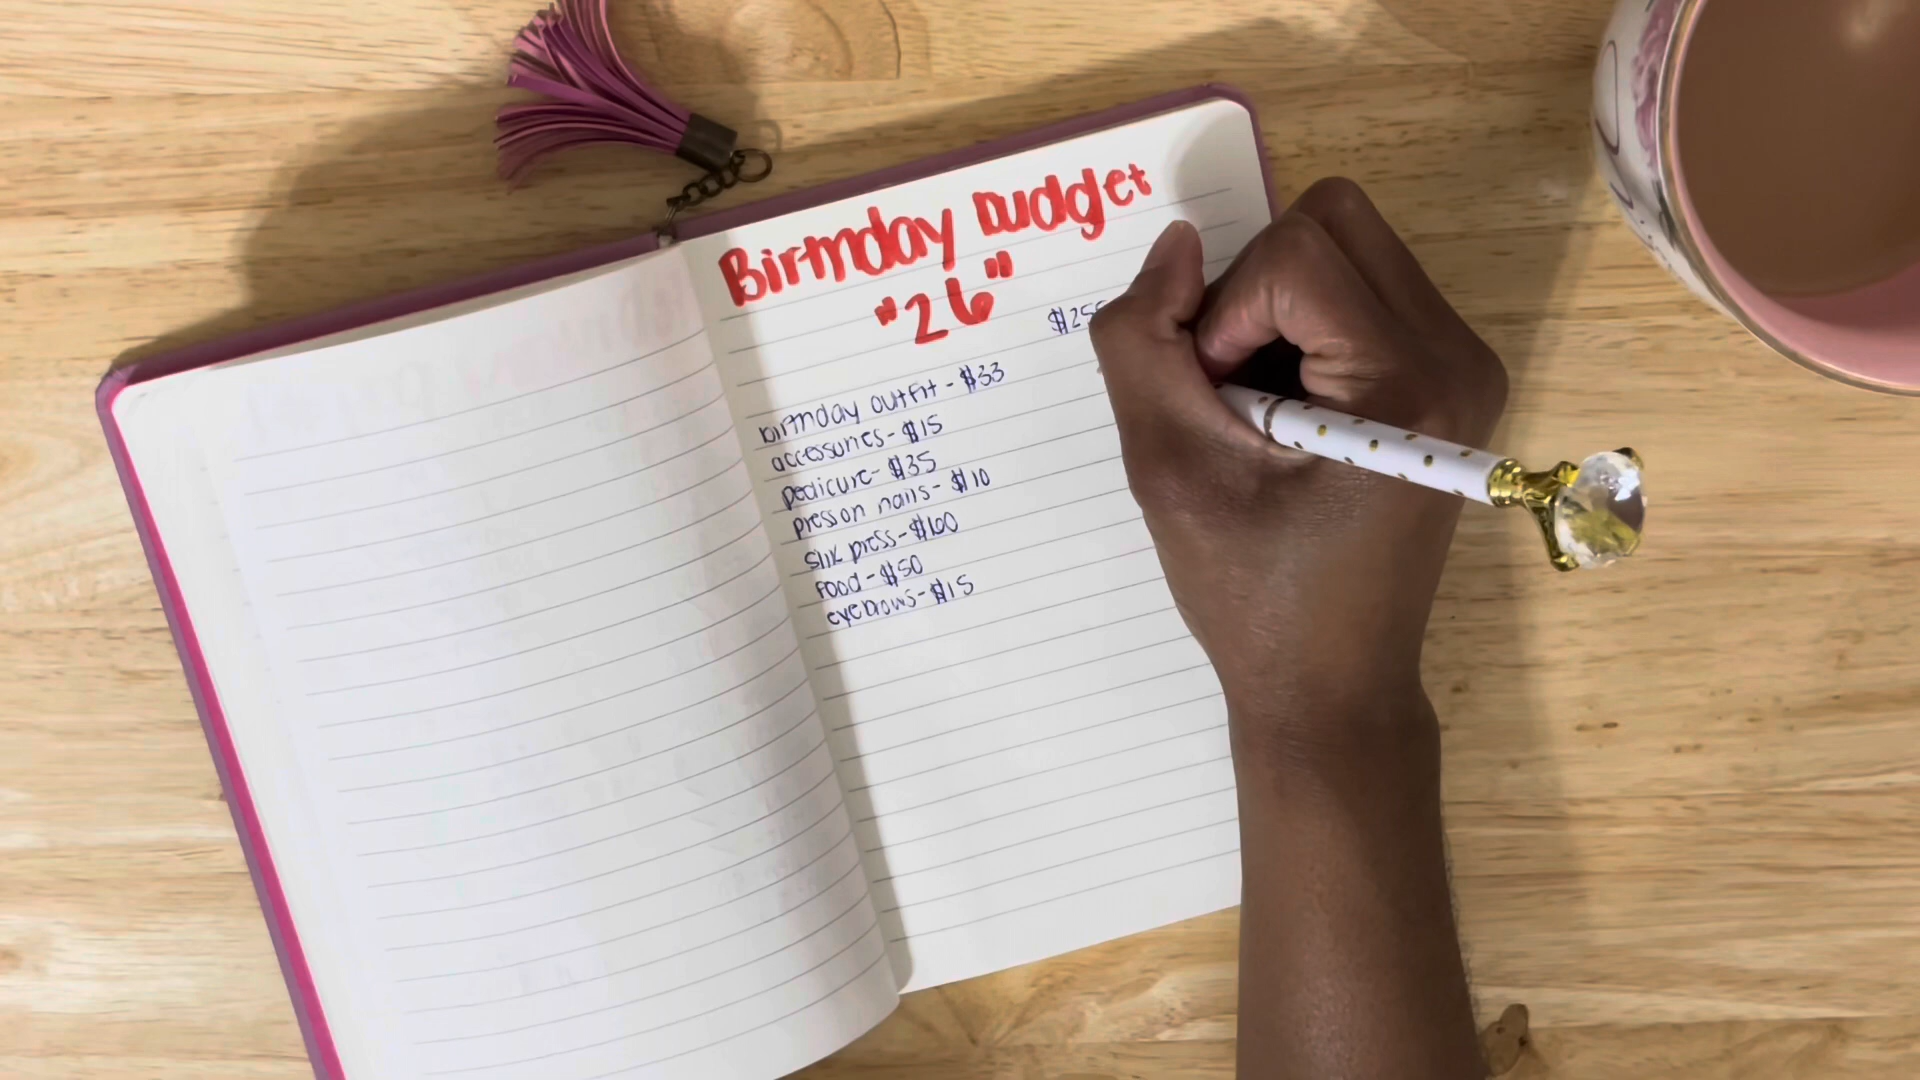 Birthday Budget
"26"
$255
birthday outfit - $33
accessories - $15
pedicure - $35
press on nails - $10
silk press - $100
food - $50
eyebrows - $15